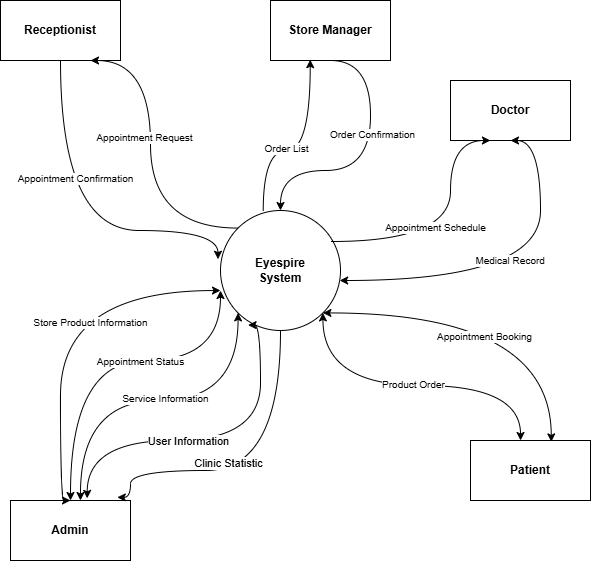 Receptionist
Store Manager
Doctor
Appointment Request
Order List
Order Confirmation
Appointment Confirmation
Appointment Schedule
Medical Record
Eyespire
System
Store Product Information
Appointment Booking
Appointment Status
Product Order
Service Information
User Information
Clinic Statistic
Patient
Admin